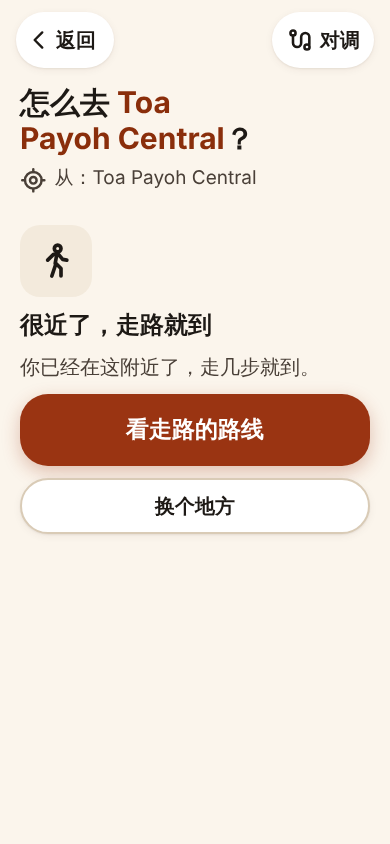 返回
对调
怎么去 Toa
Payoh Central？
从：Toa Payoh Central
很近了，走路就到
你已经在这附近了，走几步就到。
看走路的路线
换个地方